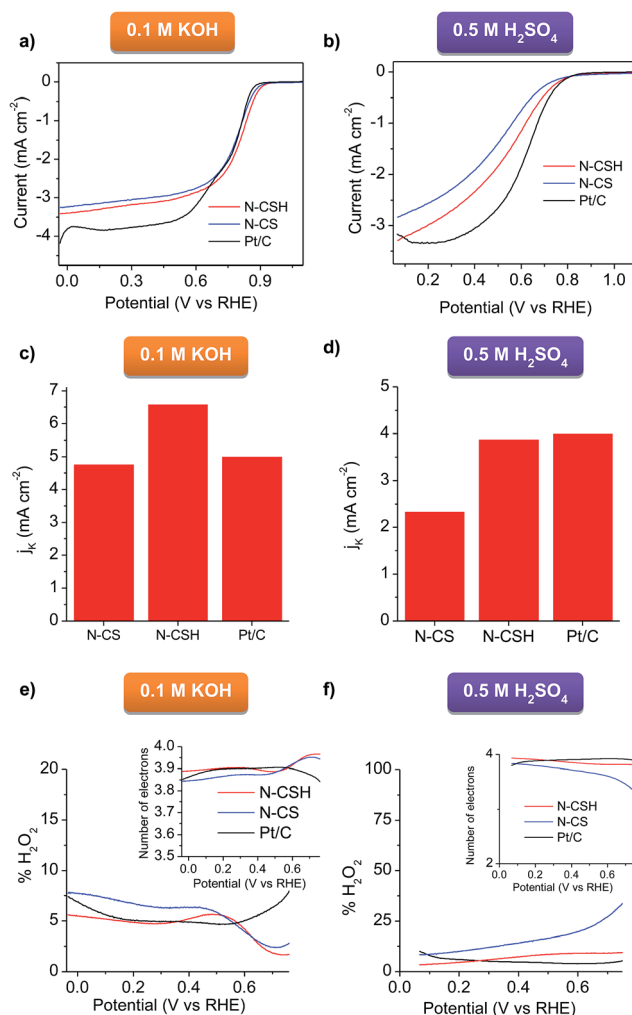 0.1 M KOH
0.5 M H₂SO₄
a)
b)
0
-1
-2
-3
-4
Current (mA cm⁻²)
N-CSH
N-CS
Pt/C
0.0 0.3 0.6 0.9
Potential (V vs RHE)
0
-1
-2
-3
Current (mA cm⁻²)
N-CSH
N-CS
Pt/C
0.2 0.4 0.6 0.8 1.0
Potential (V vs RHE)
0.1 M KOH
0.5 M H₂SO₄
c)
d)
7
6
5
4
3
2
1
0
jK (mA cm⁻²)
N-CS N-CSH Pt/C
5
4
3
2
1
0
jK (mA cm⁻²)
N-CS N-CSH Pt/C
0.1 M KOH
0.5 M H₂SO₄
e)
f)
20
15
10
5
0
% H₂O₂
0.0 0.2 0.4 0.6
Potential (V vs RHE)
4.0
3.9
3.8
3.7
3.6
3.5
Number of electrons
N-CSH
N-CS
Pt/C
0.0 0.2 0.4 0.6
Potential (V vs RHE)
100
75
50
25
0
% H₂O₂
0.0 0.2 0.4 0.6
Potential (V vs RHE)
4
2
Number of electrons
N-CSH
N-CS
Pt/C
0.0 0.2 0.4 0.6
Potential (V vs RHE)